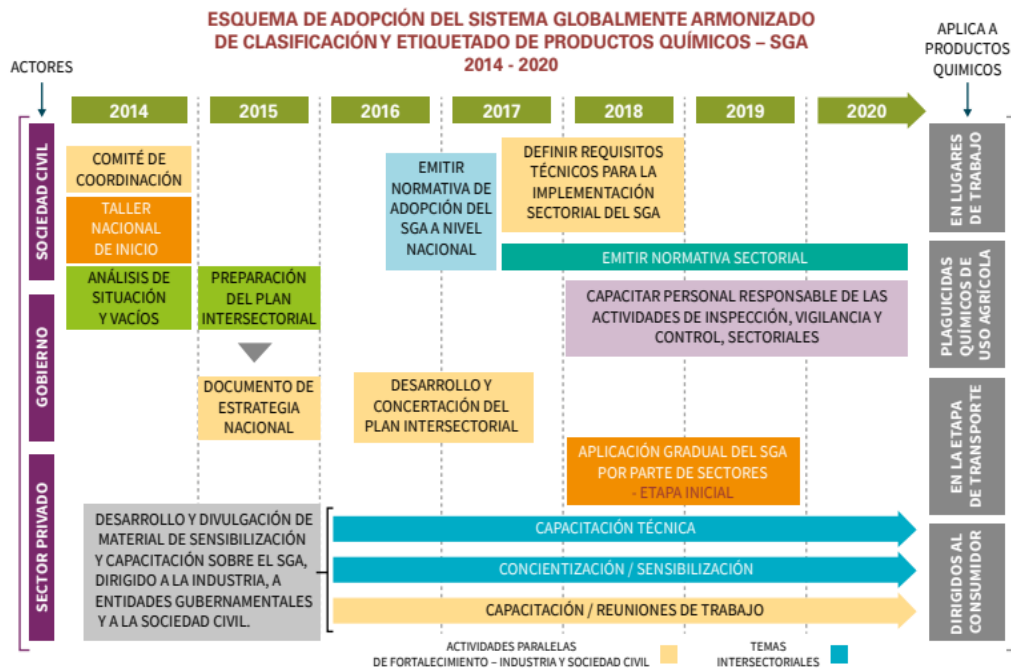 ESQUEMA DE ADOPCIÓN DEL SISTEMA GLOBALMENTE ARMONIZADO
DE CLASIFICACIÓN Y ETIQUETADO DE PRODUCTOS QUÍMICOS – SGA
2014 - 2020
ACTORES
APLICA A
PRODUCTOS
QUIMICOS
2014
2015
2016
2017
2018
2019
2020
SOCIEDAD CIVIL
GOBIERNO
SECTOR PRIVADO
COMITÉ DE
COORDINACIÓN
TALLER
NACIONAL
DE INICIO
ANÁLISIS DE
SITUACIÓN
Y VACÍOS
PREPARACIÓN
DEL PLAN
INTERSECTORIAL
DOCUMENTO DE
ESTRATEGIA
NACIONAL
EMITIR
NORMATIVA DE
ADOPCIÓN DEL
SGA A NIVEL
NACIONAL
DEFINIR REQUISITOS
TÉCNICOS PARA LA
IMPLEMENTACIÓN
SECTORIAL DEL SGA
EMITIR NORMATIVA SECTORIAL
CAPACITAR PERSONAL RESPONSABLE DE LAS
ACTIVIDADES DE INSPECCIÓN, VIGILANCIA Y
CONTROL, SECTORIALES
DESARROLLO Y
CONCERTACIÓN DEL
PLAN INTERSECTORIAL
APLICACIÓN GRADUAL DEL SGA
POR PARTE DE SECTORES
- ETAPA INICIAL
DESARROLLO Y DIVULGACIÓN DE
MATERIAL DE SENSIBILIZACIÓN
Y CAPACITACIÓN SOBRE EL SGA,
DIRIGIDO A LA INDUSTRIA, A
ENTIDADES GUBERNAMENTALES
Y A LA SOCIEDAD CIVIL.
CAPACITACIÓN TÉCNICA
CONCIENTIZACIÓN / SENSIBILIZACIÓN
CAPACITACIÓN / REUNIONES DE TRABAJO
EN LUGARES
DE TRABAJO
PLAGUICIDAS
QUÍMICOS DE
USO AGRÍCOLA
EN LA ETAPA
DE TRANSPORTE
DIRIGIDOS AL
CONSUMIDOR
ACTIVIDADES PARALELAS
DE FORTALECIMIENTO – INDUSTRIA Y SOCIEDAD CIVIL
TEMAS
INTERSECTORIALES